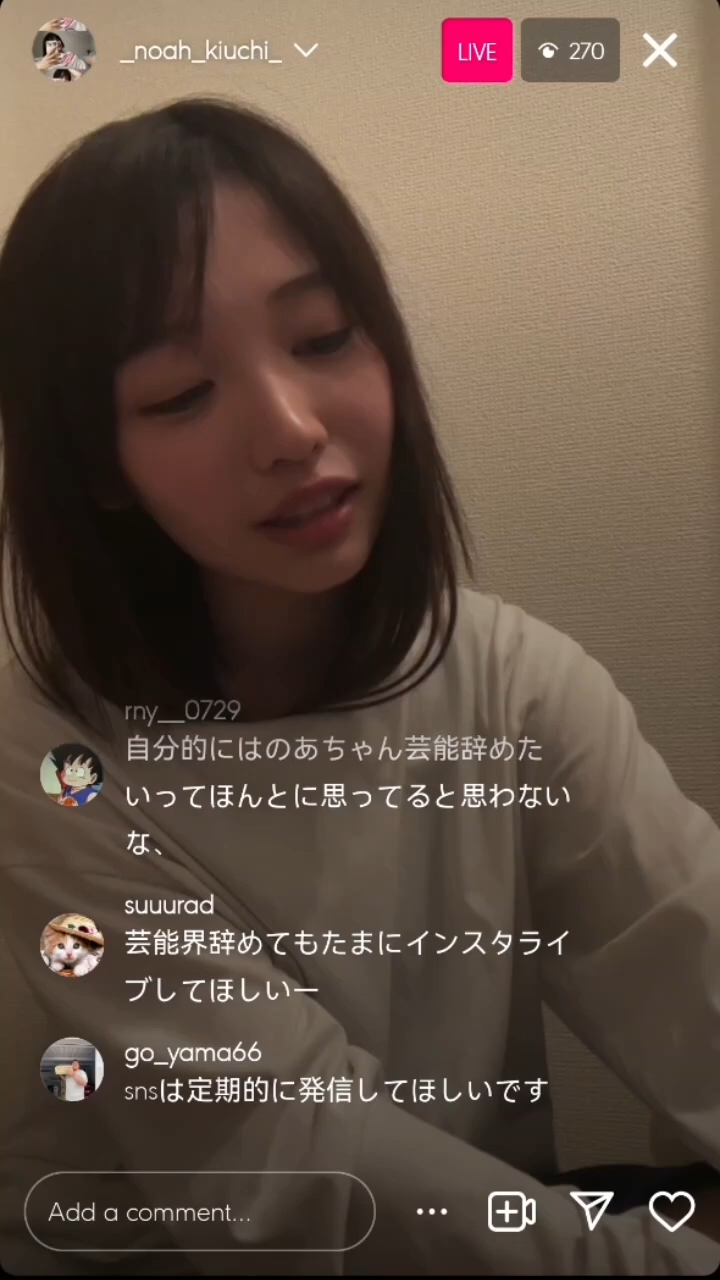 _noah_kiuchi_
LIVE
270
rny__0729
自分的にはのあちゃん芸能辞めた
いってほんとに思ってると思わない
な、
suuurad
芸能界辞めてもたまにインスタライ
ブしてほしいー
go_yama66
snsは定期的に発信してほしいです
Add a comment...